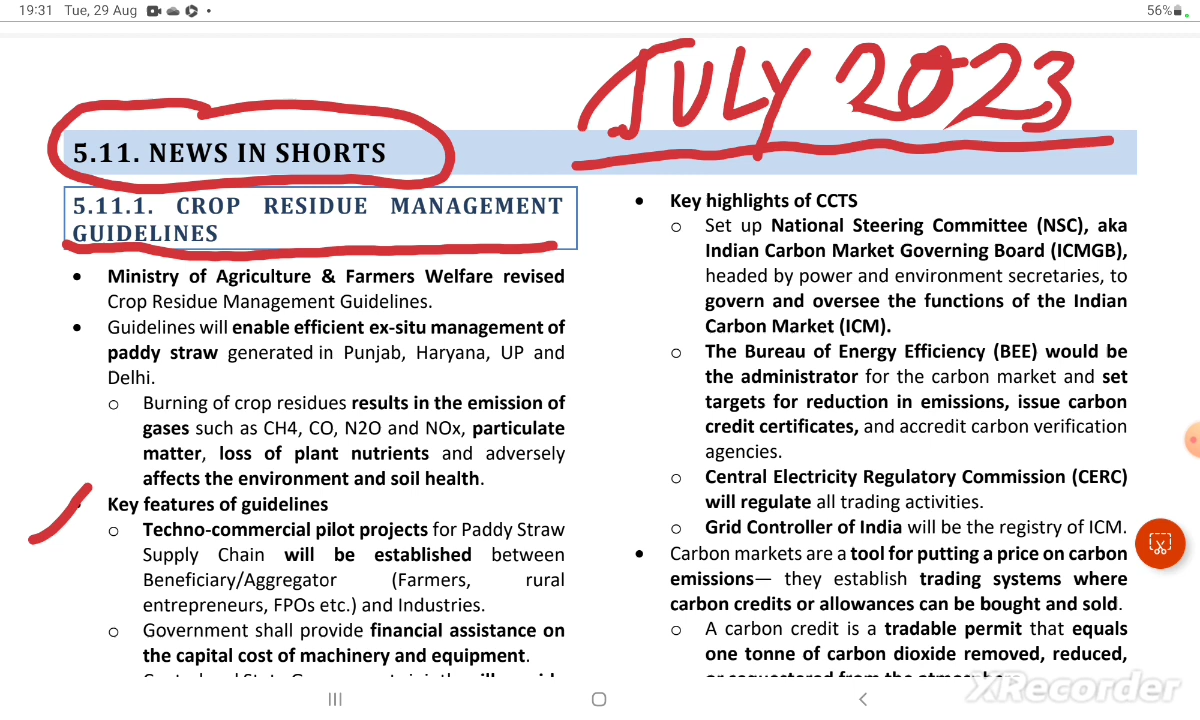 19:31 Tue, 29 Aug
56%
JULY 2023
5.11. NEWS IN SHORTS
5.11.1. CROP RESIDUE MANAGEMENT
GUIDELINES
• Ministry of Agriculture & Farmers Welfare revised
Crop Residue Management Guidelines.
• Guidelines will enable efficient ex-situ management of
paddy straw generated in Punjab, Haryana, UP and
Delhi.
o Burning of crop residues results in the emission of
gases such as CH4, CO, N2O and NOx, particulate
matter, loss of plant nutrients and adversely
affects the environment and soil health.
Key features of guidelines
o Techno-commercial pilot projects for Paddy Straw
Supply Chain will be established between
Beneficiary/Aggregator (Farmers, rural
entrepreneurs, FPOs etc.) and Industries.
o Government shall provide financial assistance on
the capital cost of machinery and equipment.
• Key highlights of CCTS
o Set up National Steering Committee (NSC), aka
Indian Carbon Market Governing Board (ICMGB),
headed by power and environment secretaries, to
govern and oversee the functions of the Indian
Carbon Market (ICM).
o The Bureau of Energy Efficiency (BEE) would be
the administrator for the carbon market and set
targets for reduction in emissions, issue carbon
credit certificates, and accredit carbon verification
agencies.
o Central Electricity Regulatory Commission (CERC)
will regulate all trading activities.
o Grid Controller of India will be the registry of ICM.
• Carbon markets are a tool for putting a price on carbon
emissions— they establish trading systems where
carbon credits or allowances can be bought and sold.
o A carbon credit is a tradable permit that equals
one tonne of carbon dioxide removed, reduced,
XRecorder